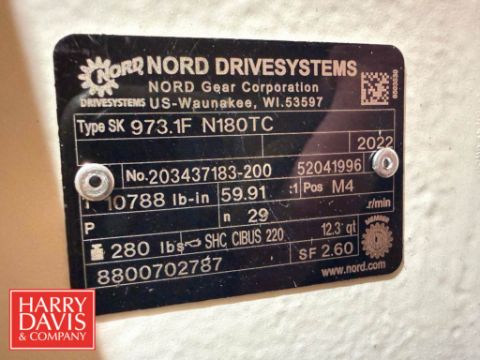 NORD
DRIVESYSTEMS
NORD DRIVESYSTEMS
NORD Gear Corporation
US-Waunakee, WI.53597
Type SK 973.1F N180TC
2022
No. 203437183-200 52041996
10788 lb-in 59.91 :1 Pos M4
n 29 r/min
P
280 lbs SHC CIBUS 220 12.3 qt
8800702787 SF 2.60
www.nord.com
HARRY
DAVIS
& COMPANY